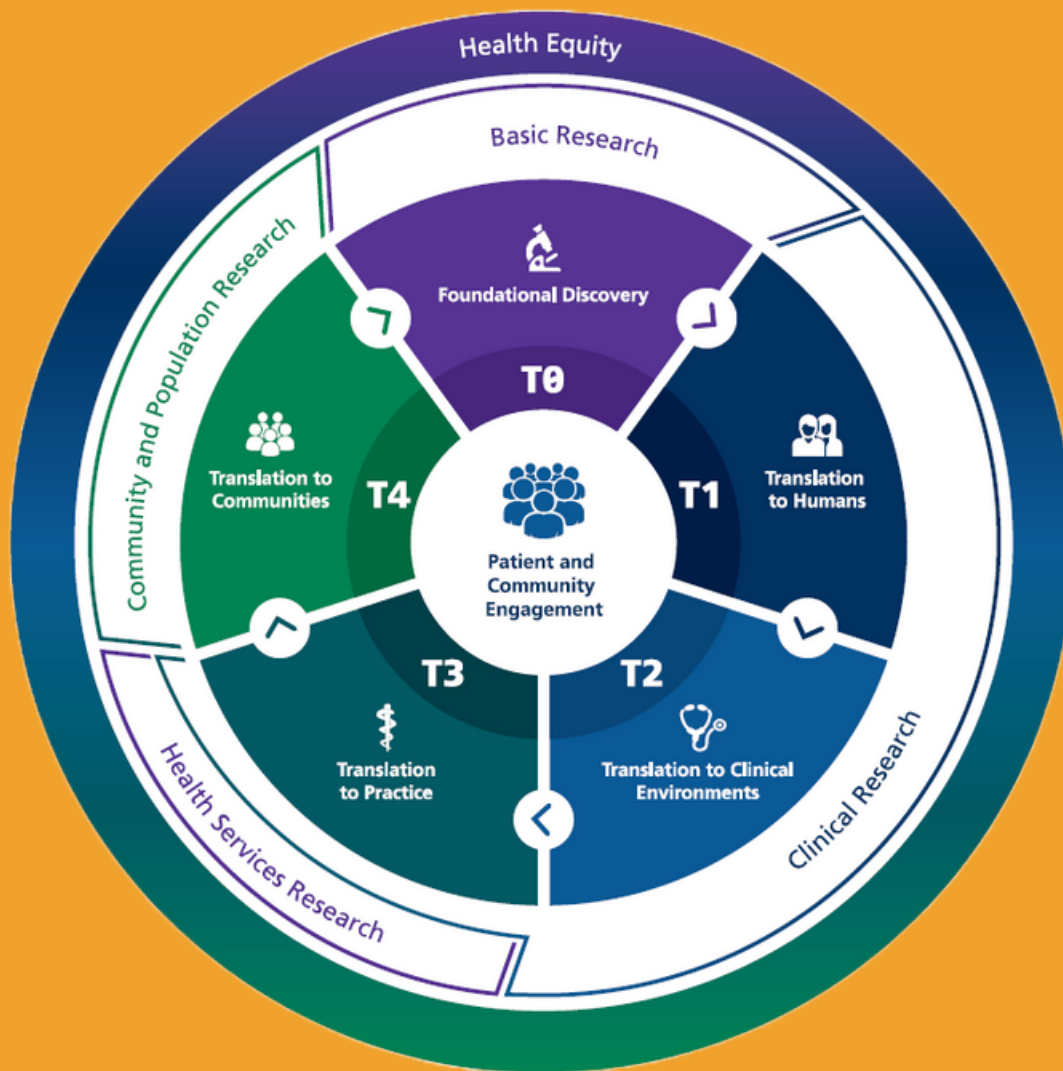 Health Equity
Basic Research
Community and Population Research
Clinical Research
Health Services Research
Foundational Discovery
T0
Translation
to Humans
T1
Translation to Clinical
Environments
T2
Translation
to Practice
T3
Translation to
Communities
T4
Patient and
Community
Engagement